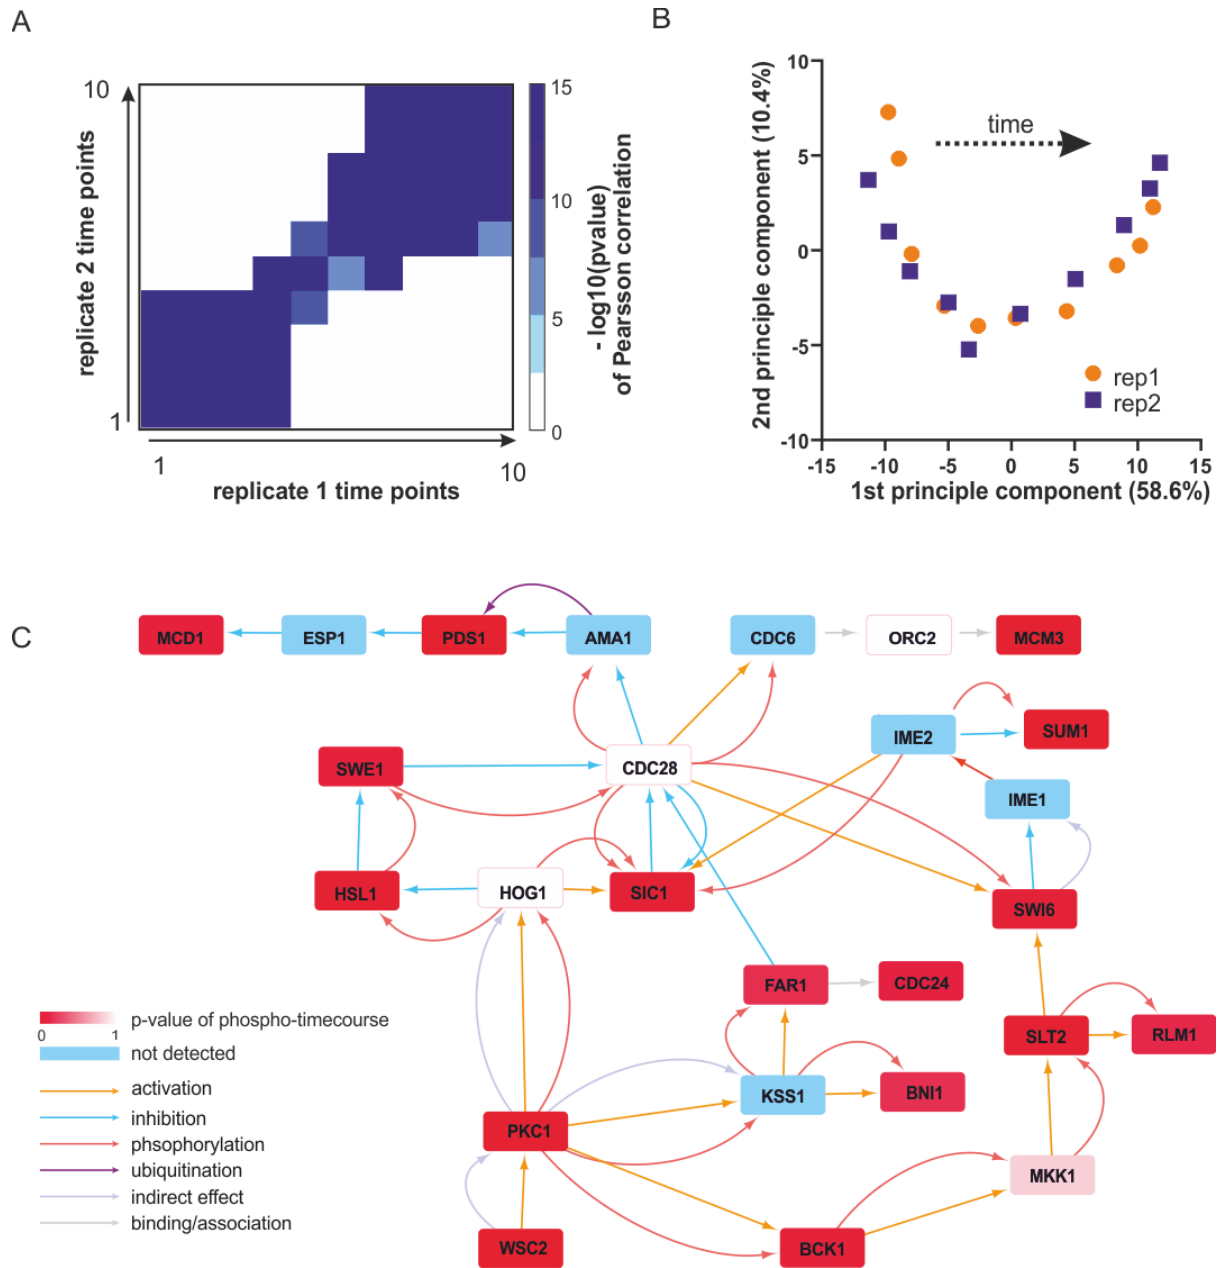 A
10
1
replicate 2 time points
1
10
replicate 1 time points
15
10
5
0
- log10(pvalue)
of Pearsson correlation
B
2nd principle component (10.4%)
10
5
0
-5
-10
time
rep1
rep2
-15
-10
-5
0
5
10
15
1st principle component (58.6%)
C
MCD1
ESP1
PDS1
AMA1
CDC6
ORC2
MCM3
IME2
SUM1
SWE1
CDC28
IME1
HSL1
HOG1
SIC1
SWI6
FAR1
CDC24
SLT2
RLM1
KSS1
BNI1
PKC1
MKK1
WSC2
BCK1
p-value of phospho-timecourse
0
1
not detected
activation
inhibition
phsophorylation
ubiquitination
indirect effect
binding/association